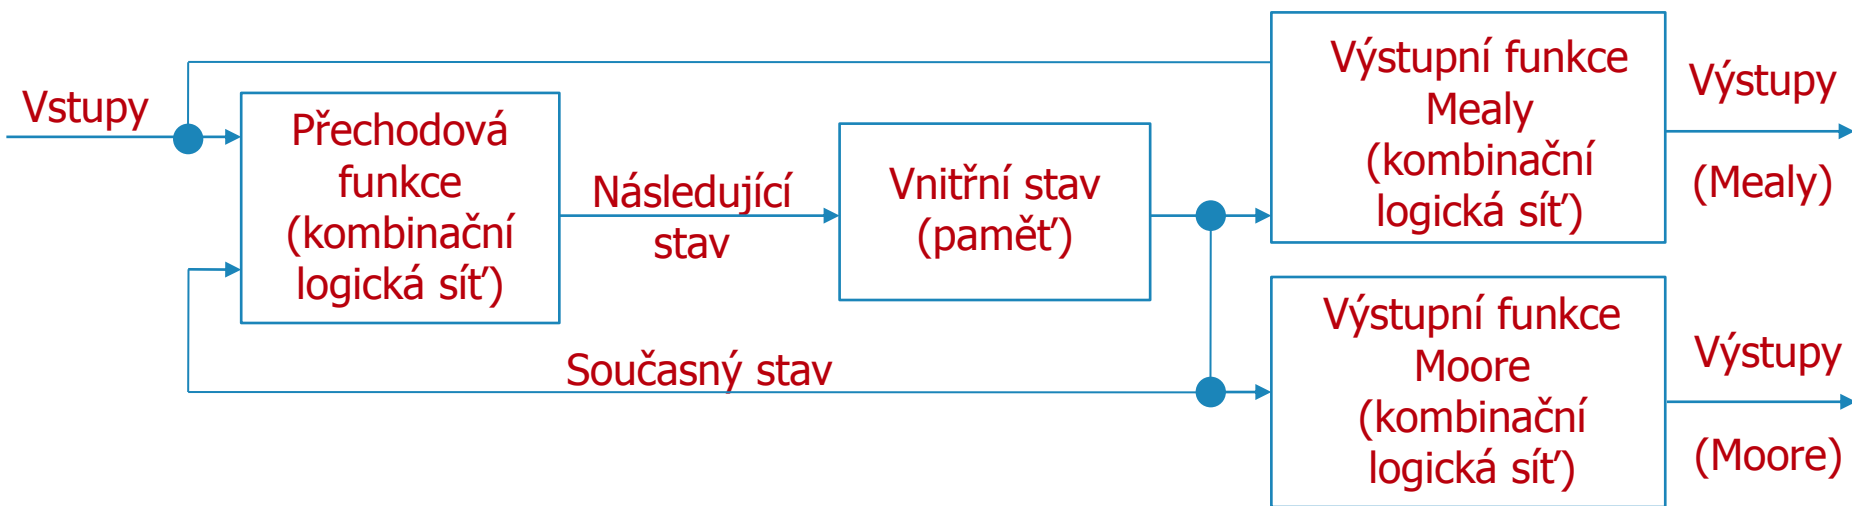 Vstupy
Přechodová
funkce
(kombinační
logická síť)
Následující
stav
Vnitřní stav
(paměť)
Současný stav
Výstupní funkce
Mealy
(kombinační
logická síť)
Výstupy
(Mealy)
Výstupní funkce
Moore
(kombinační
logická síť)
Výstupy
(Moore)